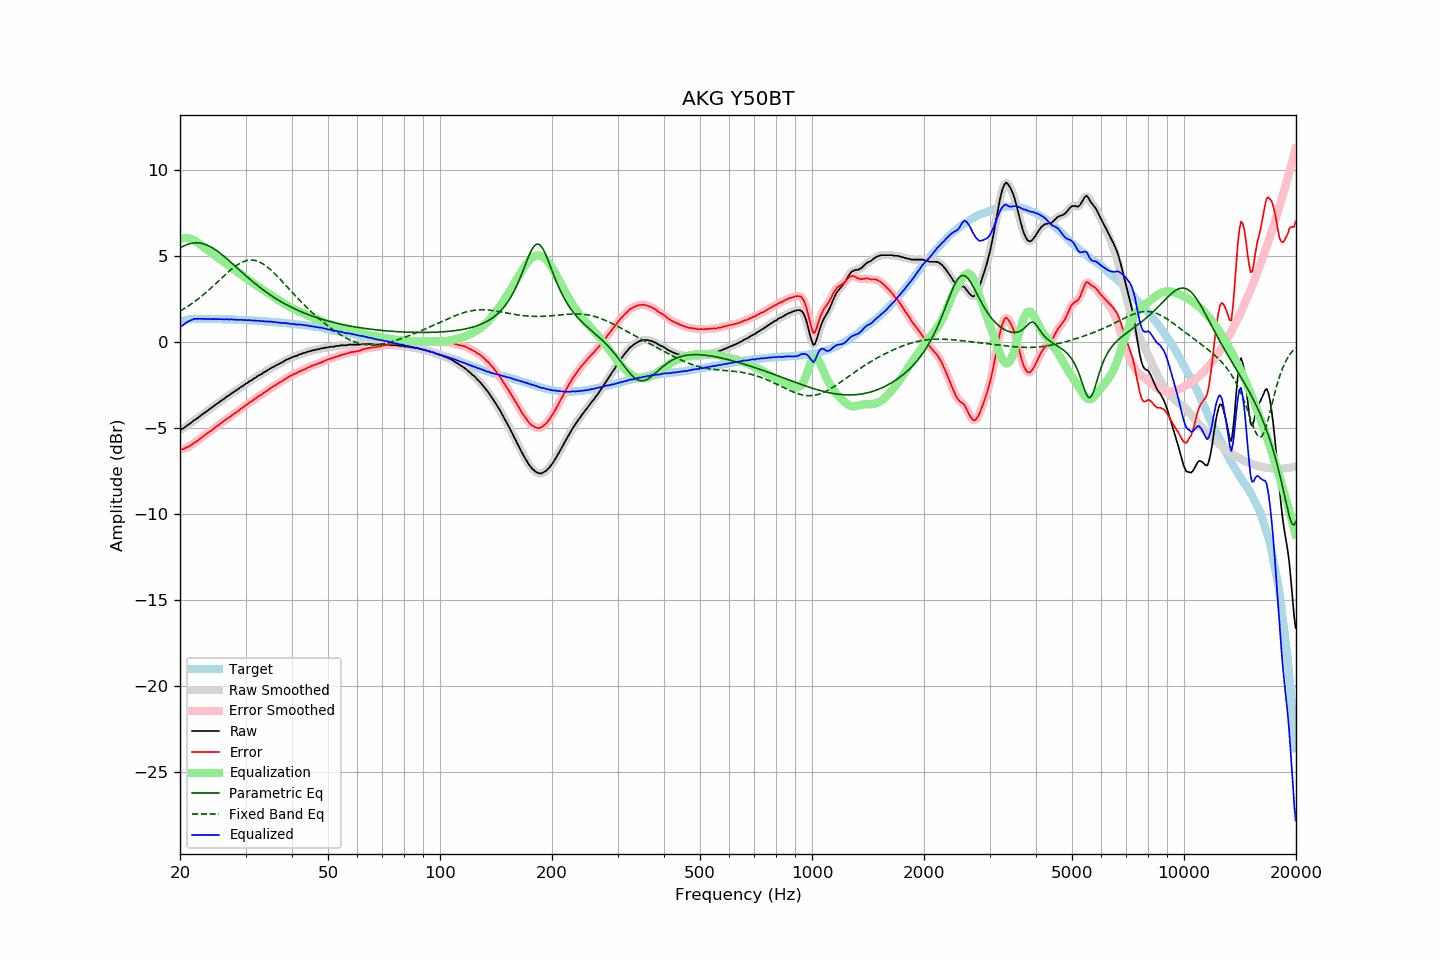 AKG Y50BT
10
5
0
−5
−10
−15
−20
−25
Amplitude (dBr)
Target
Raw Smoothed
Error Smoothed
Raw
Error
Equalization
Parametric Eq
Fixed Band Eq
Equalized
20 50 100 200 500 1000 2000 5000 10000 20000
Frequency (Hz)